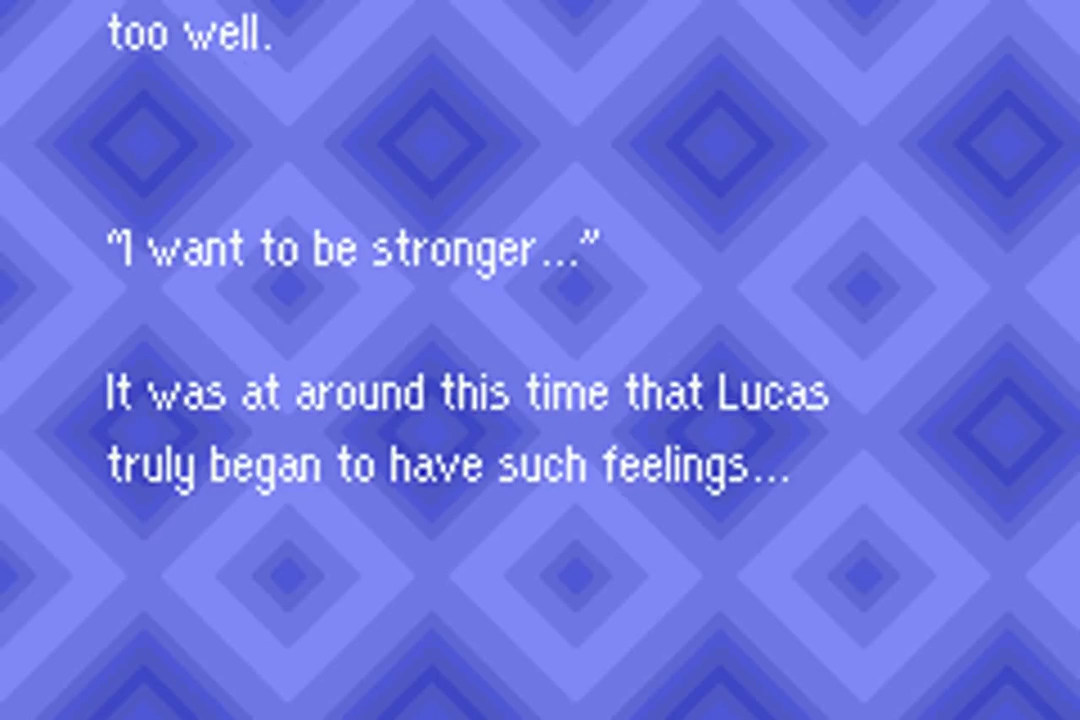 too well.
“I want to be stronger...”
It was at around this time that Lucas
truly began to have such feelings...